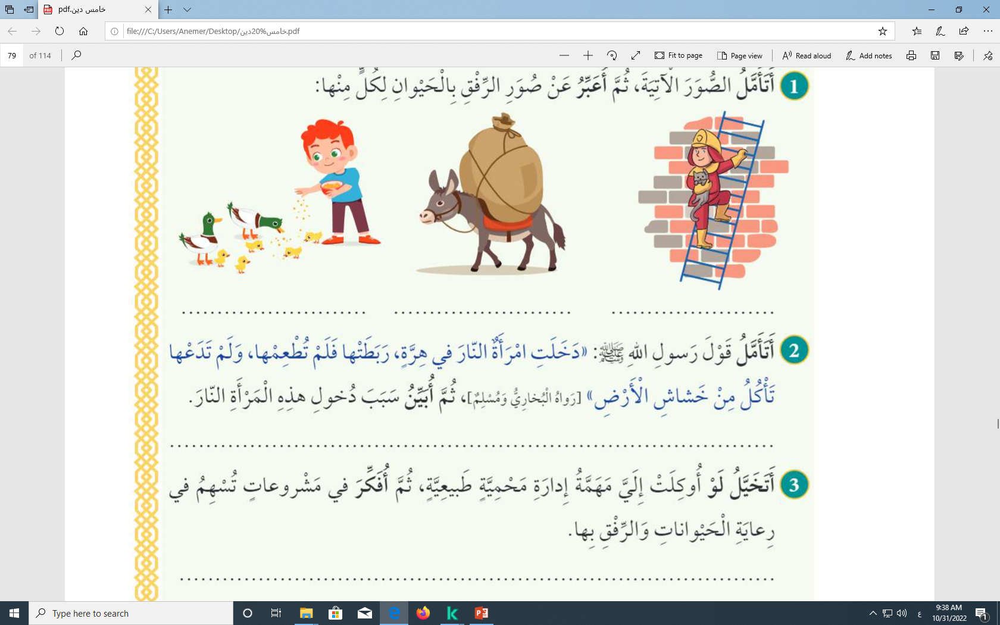 خامس دين.pdf
file:///C:/Users/Anemer/Desktop/خامس%20دين.pdf
79 of 114
Fit to page
Page view
Read aloud
Add notes
1 أَتَأَمَّلُ الصُّوَرَ الْآتِيَةَ، ثُمَّ أُعَبِّرُ عَنْ صُوَرِ الرِّفْقِ بِالْحَيْوانِ لِكُلٍّ مِنْها:
........................ ........................ ........................
2 أَتَأَمَّلُ قَوْلَ رَسولِ اللهِ ﷺ: «دَخَلَتِ امْرَأَةٌ النّارَ في هِرَّةٍ، رَبَطَتْها فَلَمْ تُطْعِمْها، وَلَمْ تَدَعْها
تَأْكُلُ مِنْ خَشاشِ الْأَرْضِ» [رَواهُ الْبُخارِيُّ وَمُسْلِمٌ]، ثُمَّ أُبَيِّنُ سَبَبَ دُخولِ هذِهِ الْمَرْأَةِ النّارَ.
................................................................................
3 أَتَخَيَّلُ لَوْ أُوكِلَتْ إِلَيَّ مَهَمَّةُ إِدارَةِ مَحْمِيَّةٍ طَبيعِيَّةٍ، ثُمَّ أُفَكِّرَ في مَشْروعاتٍ تُسْهِمُ في
رِعايَةِ الْحَيْواناتِ وَالرِّفْقِ بِها.
................................................................................
Type here to search
ع
9:38 AM
10/31/2022
1